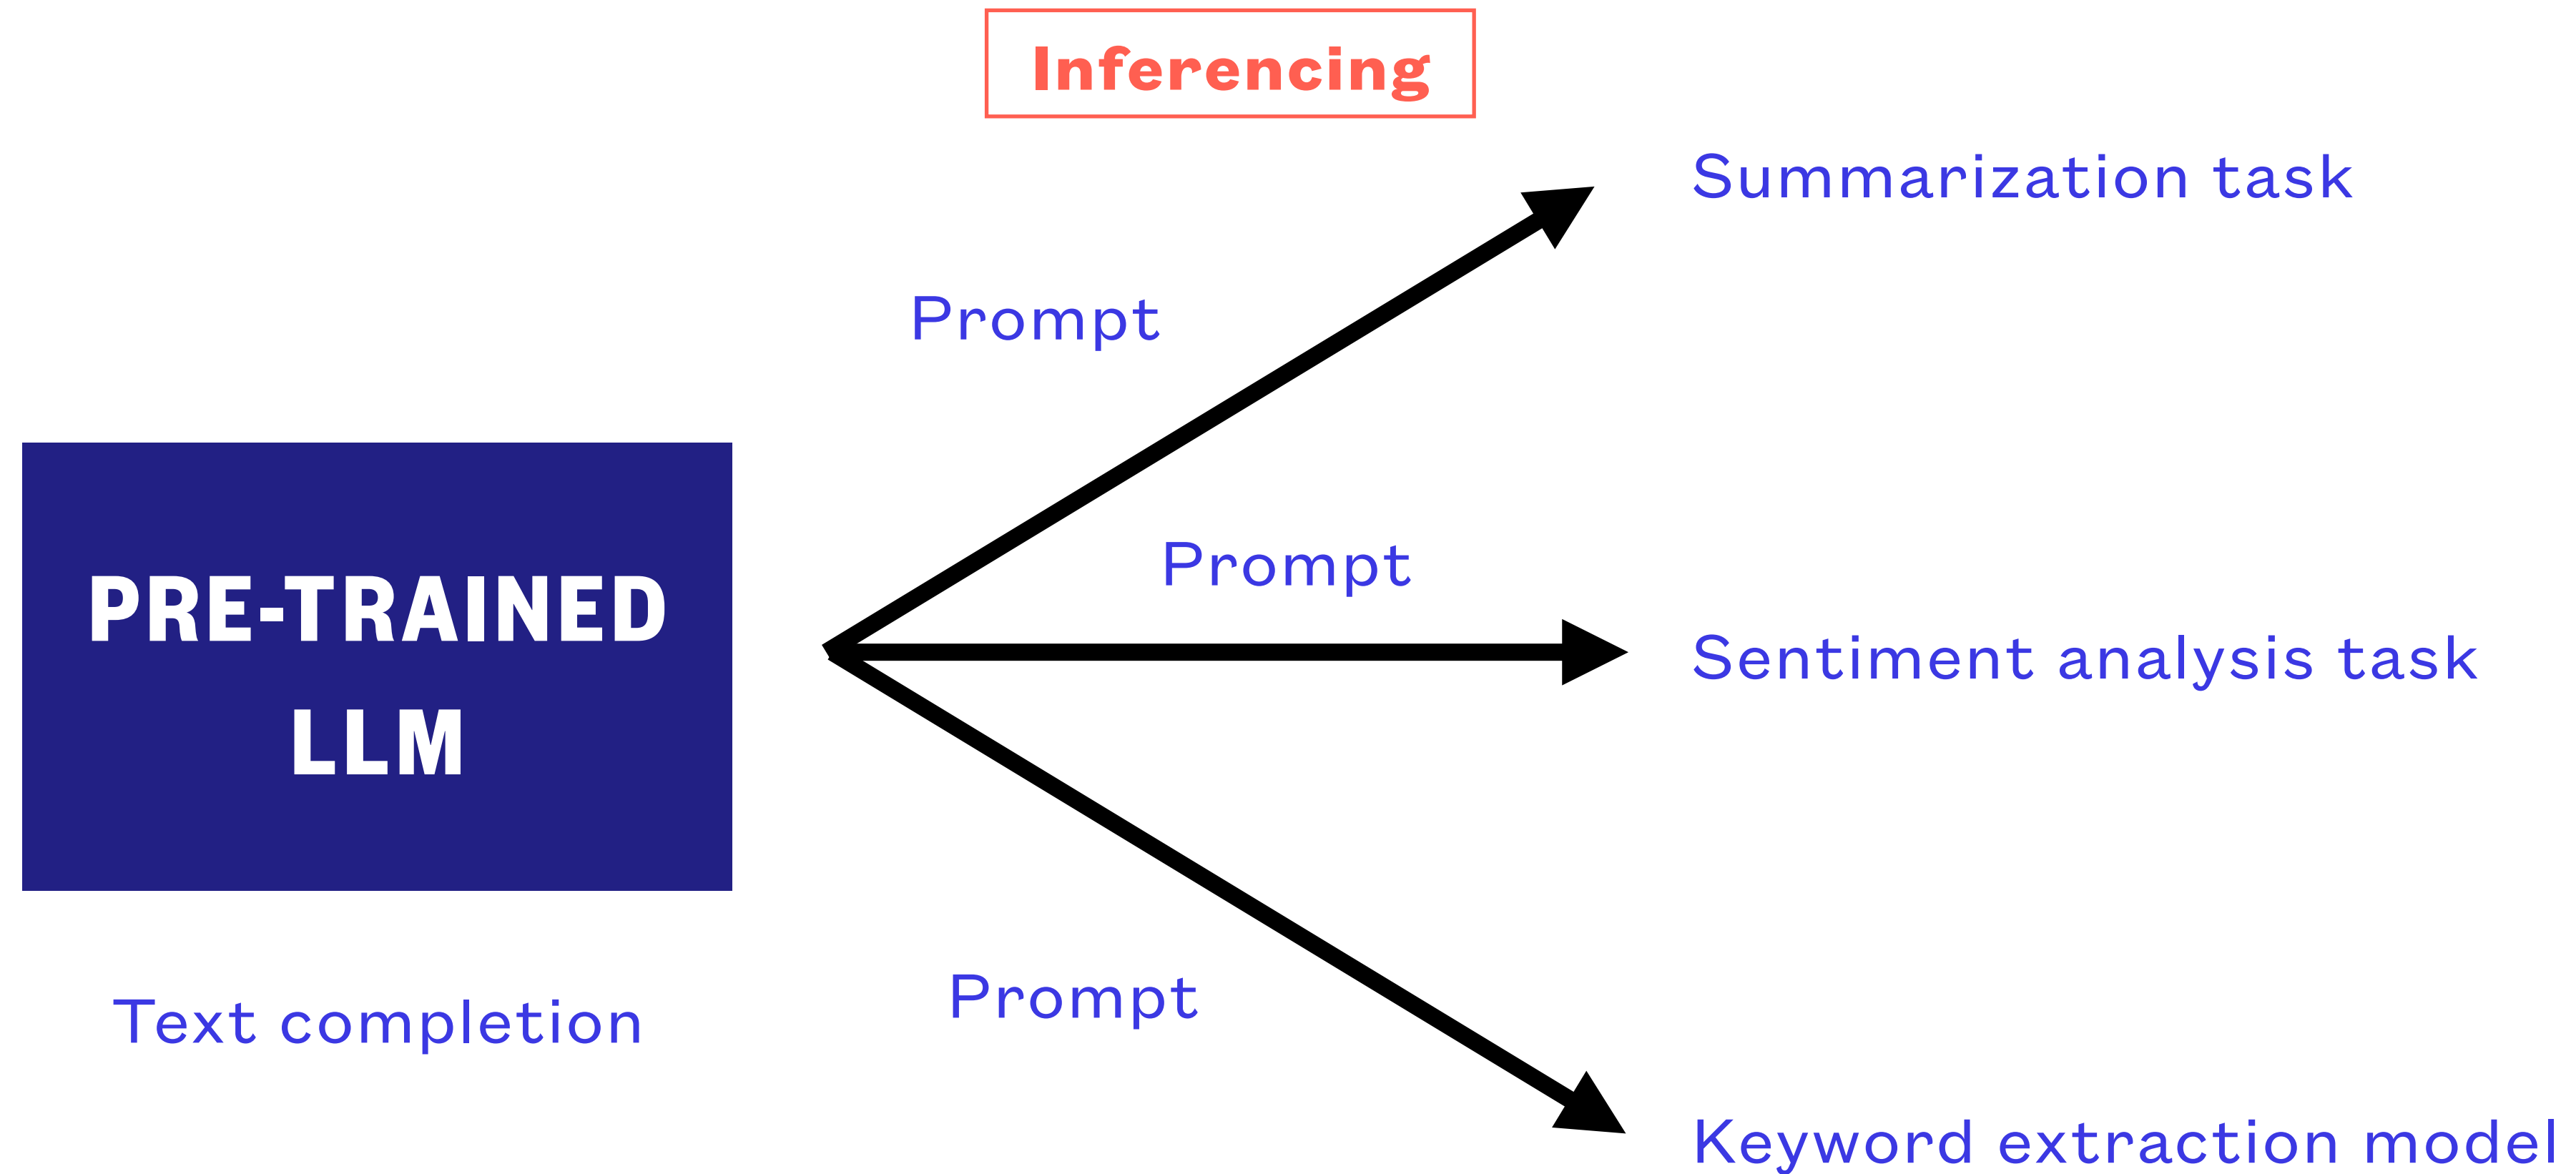 Inferencing
Summarization task
Prompt
Prompt
PRE-TRAINED
LLM
Sentiment analysis task
Prompt
Text completion
Keyword extraction model